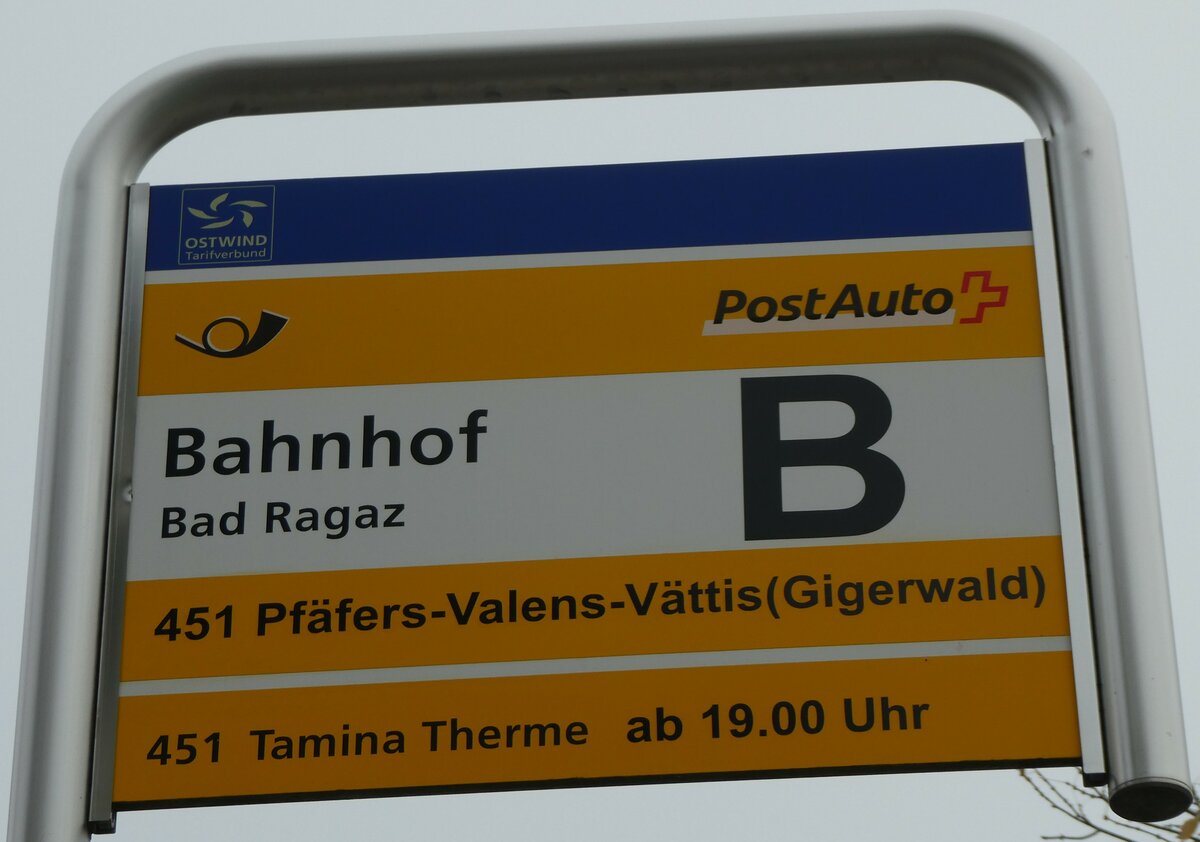 OSTWIND
Tarifverbund
PostAuto
Bahnhof
B
Bad Ragaz
451 Pfäfers-Valens-Vättis(Gigerwald)
451 Tamina Therme ab 19.00 Uhr